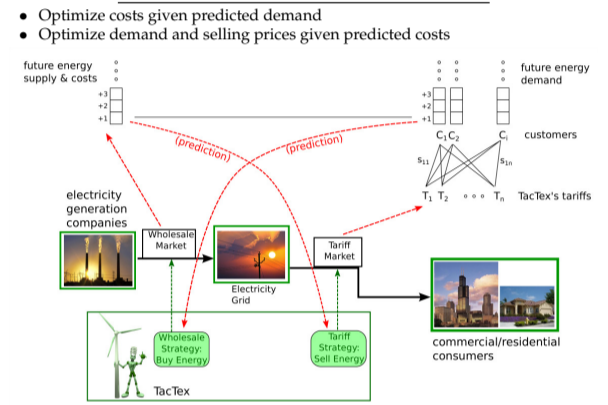 • Optimize costs given predicted demand
• Optimize demand and selling prices given predicted costs
future energy
supply & costs
+3
+2
+1
future energy
demand
+3
+2
+1
C1C2
Ci
customers
(prediction)
(prediction)
s11
s1n
T1 T2
Tn
TacTex's tariffs
electricity
generation
companies
Wholesale
Market
Tariff
Market
Electricity
Grid
commercial/residential
consumers
Wholesale
Strategy:
Buy Energy
Tariff
Strategy:
Sell Energy
TacTex